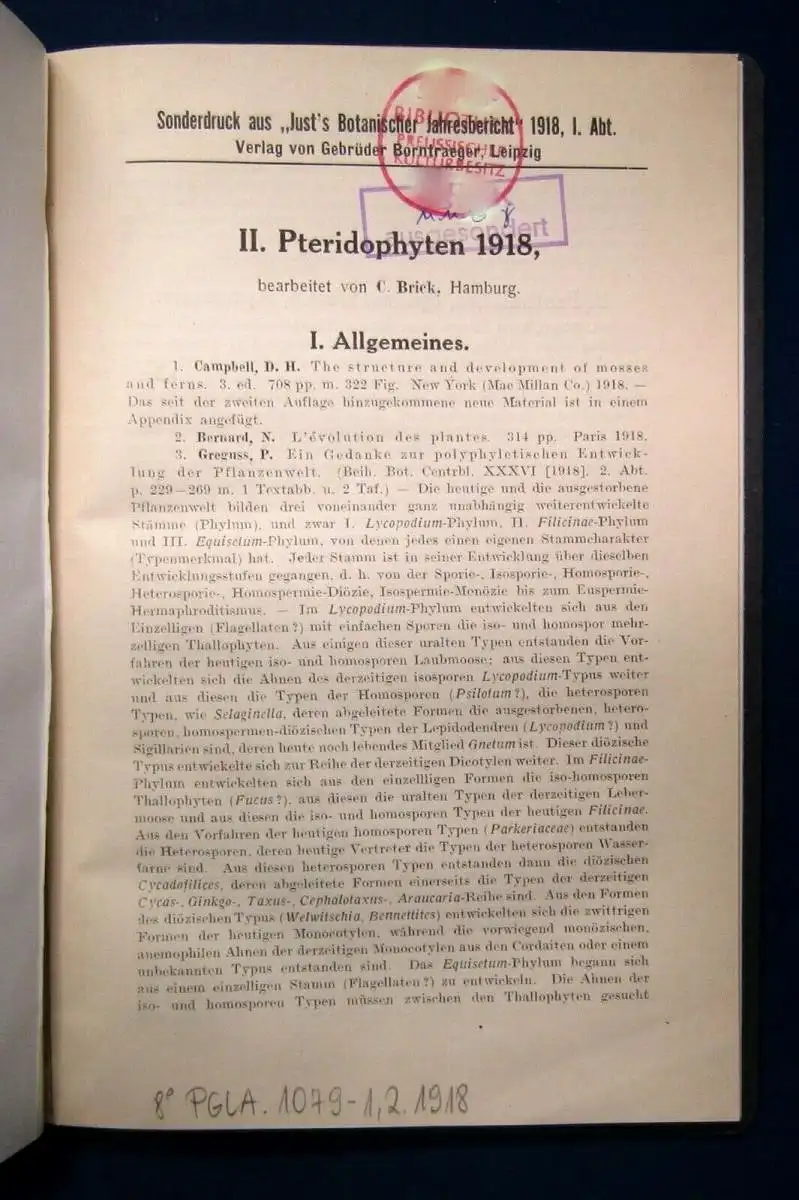 Sonderdruck aus „Just's Botanischer Jahresbericht" 1918, I. Abt.
Verlag von Gebrüder Borntraeger, Leipzig
BIBLIOTH
PREUSSISCHER
KULTURBESITZ
ausgesondert
II. Pteridophyten 1918,
bearbeitet von C. Brick, Hamburg.
I. Allgemeines.
1. Campbell, D. H. The structure and development of mosses
and ferns. 3. ed. 708 pp. m. 322 Fig. New York (Mac Millan Co.) 1918. —
Das seit der zweiten Auflage hinzugekommene neue Material ist in einem
Appendix angefügt.
2. Bernard, N. L'évolution des plantes. 314 pp. Paris 1918.
3. Greguss, P. Ein Gedanke zur polyphyletischen Entwick-
lung der Pflanzenwelt. (Beih. Bot. Centrbl. XXXVI [1918]. 2. Abt.
p. 229—269 m. 1 Textabb. u. 2 Taf.) — Die heutige und die ausgestorbene
Pflanzenwelt bilden drei voneinander ganz unabhängig weiterentwickelte
Stämme (Phylum), und zwar I. Lycopodium-Phylum, II. Filicinae-Phylum
und III. Equisetum-Phylum, von denen jedes einen eigenen Stammcharakter
(Typenmerkmal) hat. Jeder Stamm ist in seiner Entwicklung über dieselben
Entwicklungsstufen gegangen, d. h. von der Sporie-, Isosporie-, Homosporie-,
Heterosporie-, Homospermie-Diözie, Isospermie-Monözie bis zum Euspermie-
Hermaphroditismus. — Im Lycopodium-Phylum entwickelten sich aus den
Einzelligen (Flagellaten?) mit einfachen Sporen die iso- und homospor mehr-
zelligen Thallophyten. Aus einigen dieser uralten Typen entstanden die Vor-
fahren der heutigen iso- und homosporen Laubmoose; aus diesen Typen ent-
wickelten sich die Ahnen des derzeitigen isosporen Lycopodium-Typus weiter
und aus diesen die Typen der Homosporen (Psilotum?), die heterosporen
Typen, wie Selaginella, deren abgeleitete Formen die ausgestorbenen, hetero-
sporen, homospermen-diözischen Typen der Lepidodendren (Lycopodium?) und
Sigillarien sind, deren heute noch lebendes Mitglied Gnetum ist. Dieser diözische
Typus entwickelte sich zur Reihe der derzeitigen Dicotylen weiter. Im Filicinae-
Phylum entwickelten sich aus den einzelligen Formen die iso-homosporen
Thallophyten (Fucus?), aus diesen die uralten Typen der derzeitigen Leber-
moose und aus diesen die iso- und homosporen Typen der heutigen Filicinae.
Aus den Vorfahren der heutigen homosporen Typen (Parkeriaceae) entstanden
die Heterosporen, deren heutige Vertreter die Typen der heterosporen Wasser-
farne sind. Aus diesen heterosporen Typen entstanden dann die diözischen
Cycadofilices, deren abgeleitete Formen einerseits die Typen der derzeitigen
Cycas-, Ginkgo-, Taxus-, Cephalotaxus-, Araucaria-Reihe sind. Aus den Formen
des diözischen Typus (Welwitschia, Bennettites) entwickelten sich die zwittrigen
Formen der heutigen Monocotylen, während die vorwiegend monözischen,
anemophilen Ahnen der derzeitigen Monocotylen aus den Cordaiten oder einem
unbekannten Typus entstanden sind. Das Equisetum-Phylum begann sich
aus einem einzelligen Stamm (Flagellaten?) zu entwickeln. Die Ahnen der
iso- und homosporen Typen müssen zwischen den Thallophyten gesucht
8° PGLA. 1079-1,2.1918